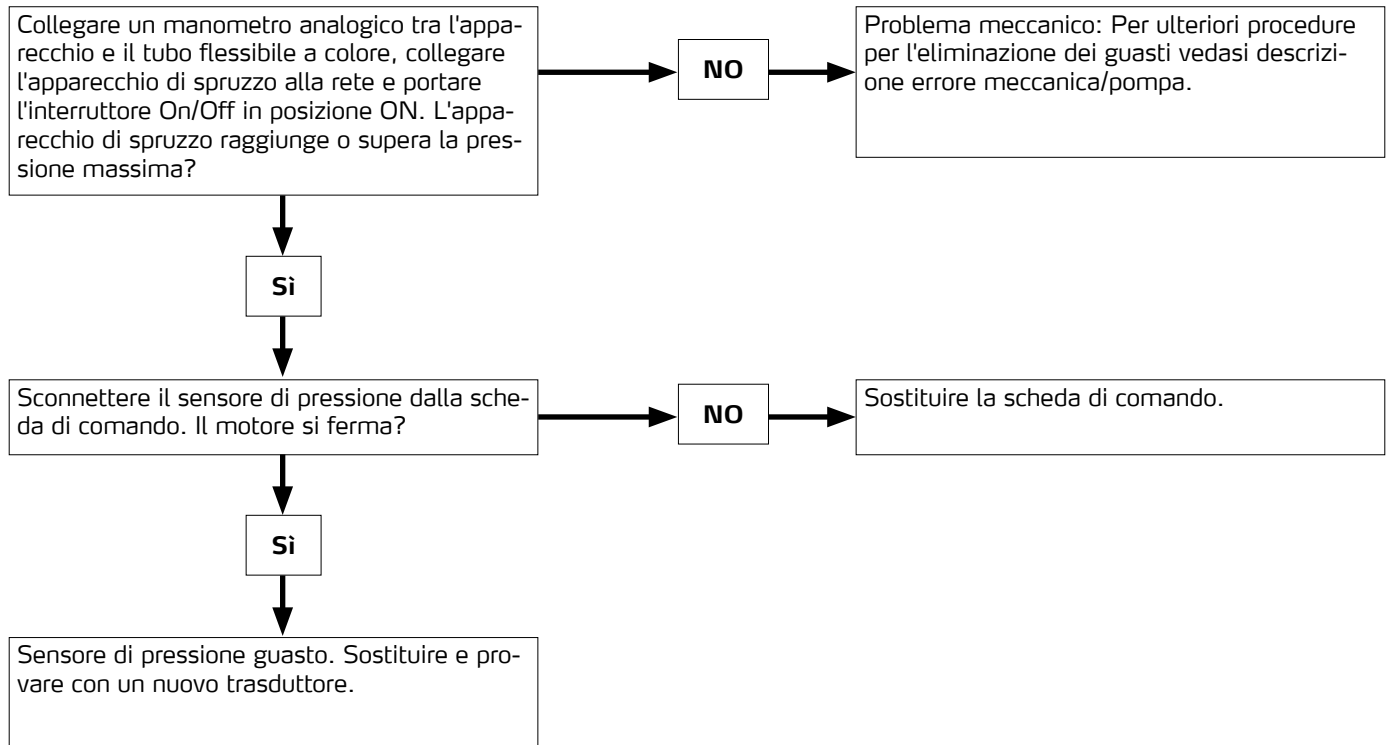 Collegare un manometro analogico tra l'appa-
recchio e il tubo flessibile a colore, collegare
l'apparecchio di spruzzo alla rete e portare
l'interruttore On/Off in posizione ON. L'appa-
recchio di spruzzo raggiunge o supera la pres-
sione massima?
NO
Problema meccanico: Per ulteriori procedure
per l'eliminazione dei guasti vedasi descrizi-
one errore meccanica/pompa.
Sì
Sconnettere il sensore di pressione dalla sche-
da di comando. Il motore si ferma?
NO
Sostituire la scheda di comando.
Sì
Sensore di pressione guasto. Sostituire e pro-
vare con un nuovo trasduttore.